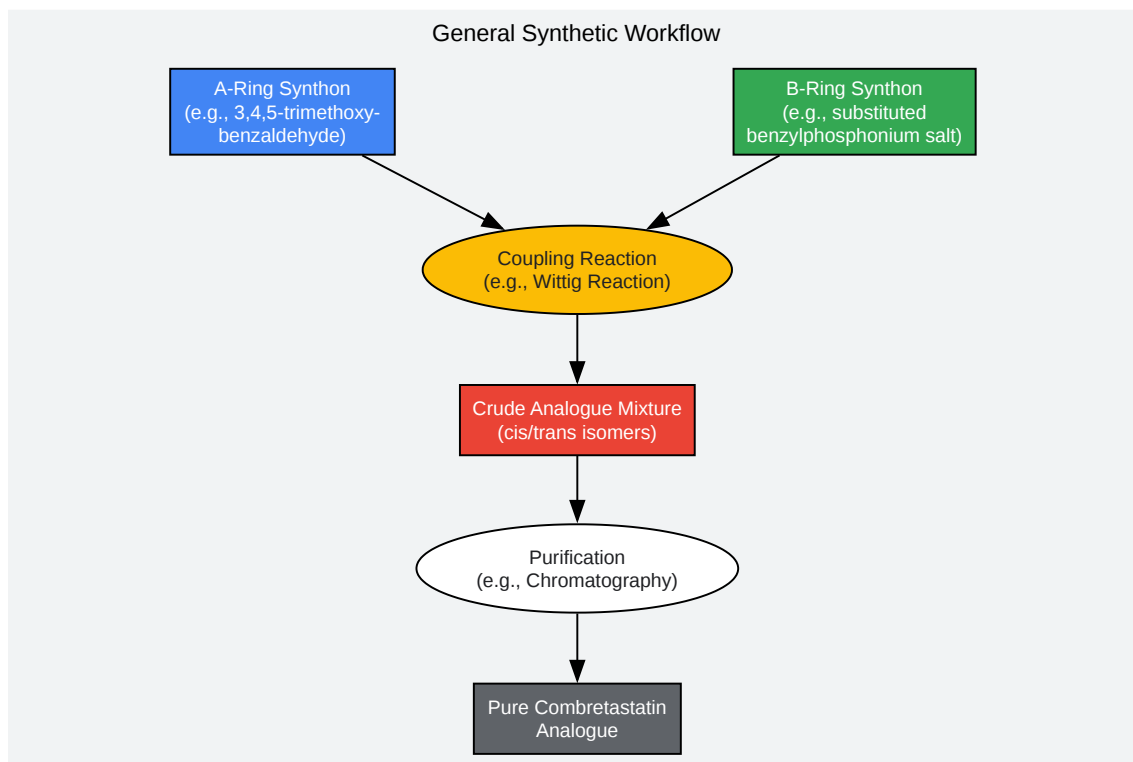 General Synthetic Workflow
A-Ring Synthon
(e.g., 3,4,5-trimethoxy-
benzaldehyde)
B-Ring Synthon
(e.g., substituted
benzylphosphonium salt)
Coupling Reaction
(e.g., Wittig Reaction)
Crude Analogue Mixture
(cis/trans isomers)
Purification
(e.g., Chromatography)
Pure Combretastatin
Analogue